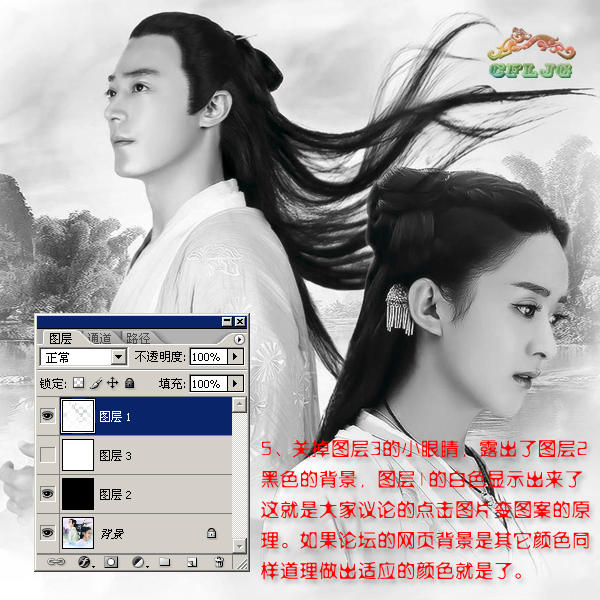 CFLJG
图层 通道 路径
正常 不透明度: 100%
锁定: 填充: 100%
图层 1
图层 3
图层 2
背景
5、关掉图层3的小眼睛,露出了图层2
黑色的背景,图层1的白色显示出来了
这就是大家议论的点击图片变图案的原
理。如果论坛的网页背景是其它颜色同
样道理做出适应的颜色就是了。